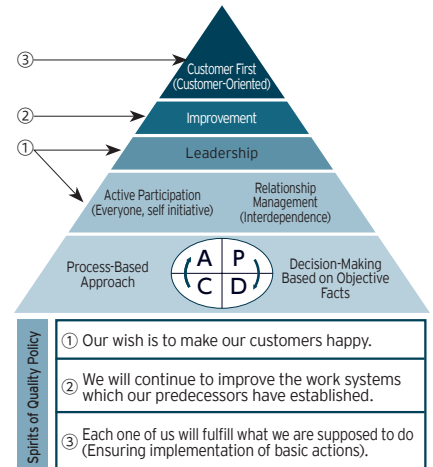 ③
Customer First
(Customer-Oriented)
②
Improvement
①
Leadership
Active Participation
(Everyone, self initiative)
Relationship
Management
(Interdependence)
Process-Based
Approach
A P
C D
Decision-Making
Based on Objective
Facts
Spirits of Quality Policy
① Our wish is to make our customers happy.
② We will continue to improve the work systems
which our predecessors have established.
③ Each one of us will fulfill what we are supposed to do
(Ensuring implementation of basic actions).